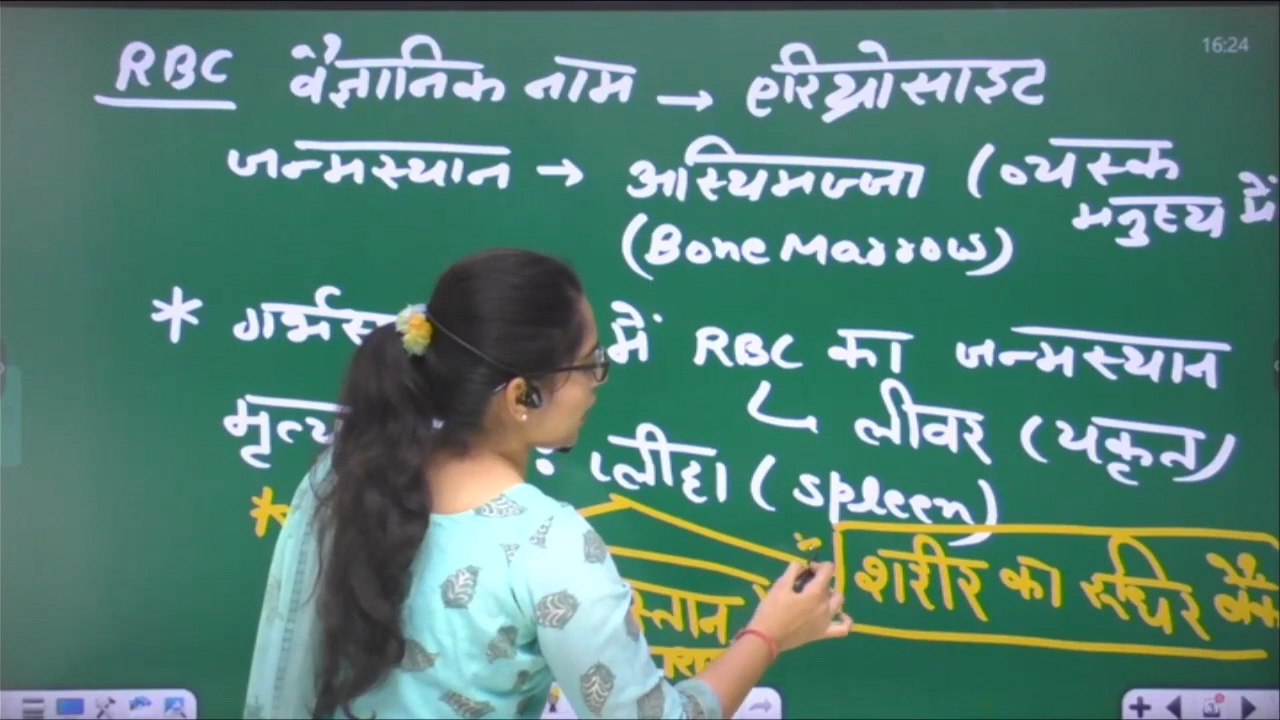 16:24
RBC वैज्ञानिक नाम → एरिथ्रोसाइट
जन्मस्थान → अस्थिमज्जा (व्यस्क
मनुष्य में
(Bone Marrow)
* गर्भस में RBC का जन्मस्थान
↳ लीवर (यकृत)
मृत्य : प्लीहा (spleen)
* शरीर का रुधिर बैंक
स्तान